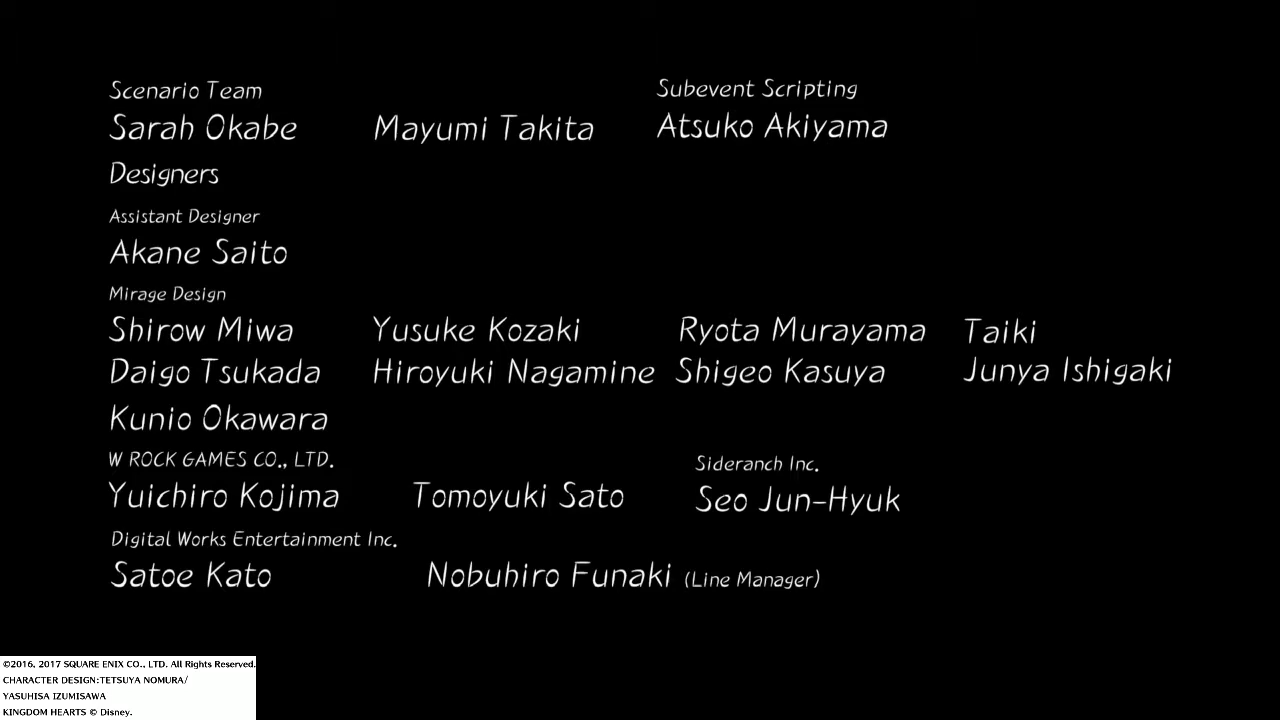 Scenario Team
Subevent Scripting
Sarah Okabe Mayumi Takita Atsuko Akiyama
Designers
Assistant Designer
Akane Saito
Mirage Design
Shirow Miwa Yusuke Kozaki Ryota Murayama Taiki
Daigo Tsukada Hiroyuki Nagamine Shigeo Kasuya Junya Ishigaki
Kunio Okawara
W ROCK GAMES CO., LTD.
Sideranch Inc.
Yuichiro Kojima Tomoyuki Sato Seo Jun-Hyuk
Digital Works Entertainment Inc.
Satoe Kato Nobuhiro Funaki (Line Manager)
©2016, 2017 SQUARE ENIX CO., LTD. All Rights Reserved.
CHARACTER DESIGN:TETSUYA NOMURA/
YASUHISA IZUMISAWA
KINGDOM HEARTS © Disney.